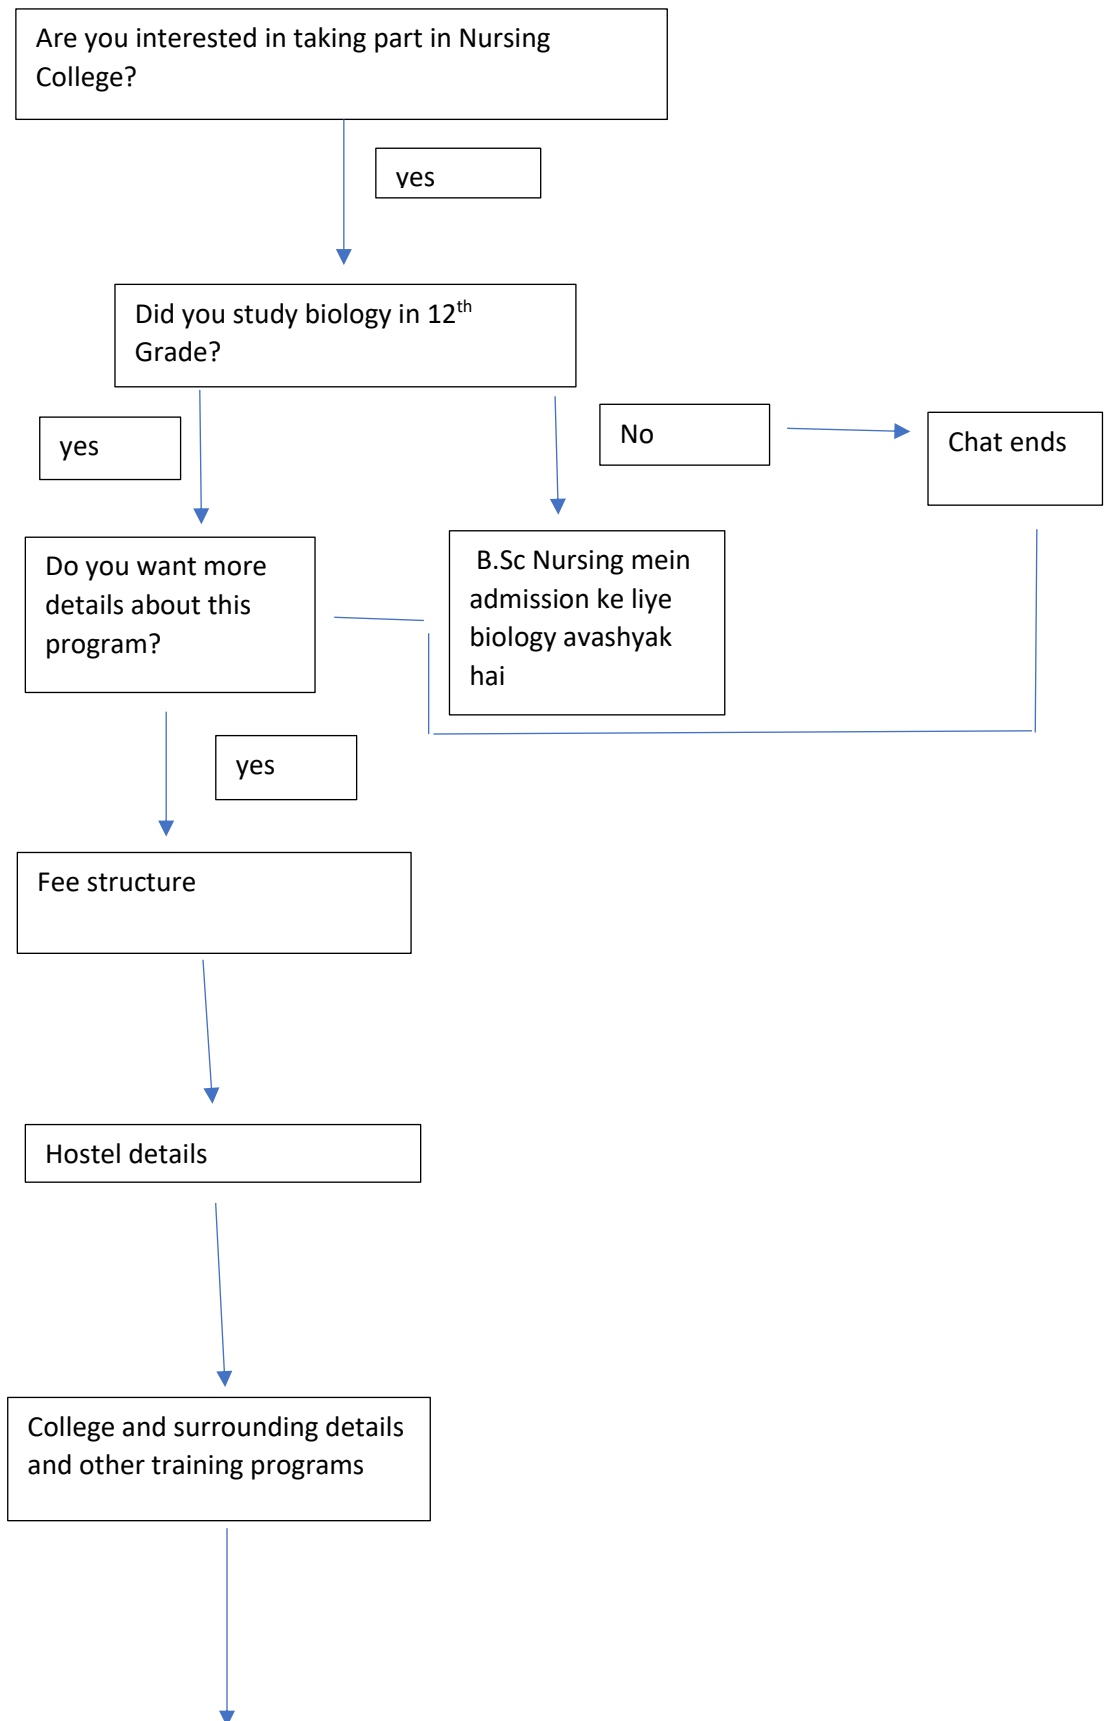 Are you interested in taking part in Nursing
College?
yes
Did you study biology in 12th
Grade?
yes
No
Chat ends
Do you want more
details about this
program?
B.Sc Nursing mein
admission ke liye
biology avashyak
hai
yes
Fee structure
Hostel details
College and surrounding details
and other training programs